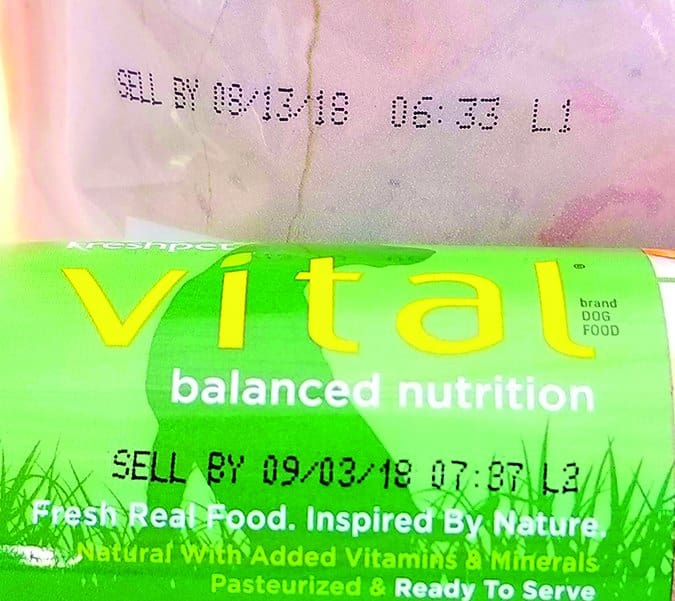 SELL BY 08/13/18 06:33 L1
freshpet
vital®
brand
DOG
FOOD
balanced nutrition
SELL BY 09/03/18 07:37 L2
Fresh Real Food. Inspired By Nature.
Natural With Added Vitamins & Minerals
Pasteurized & Ready To Serve